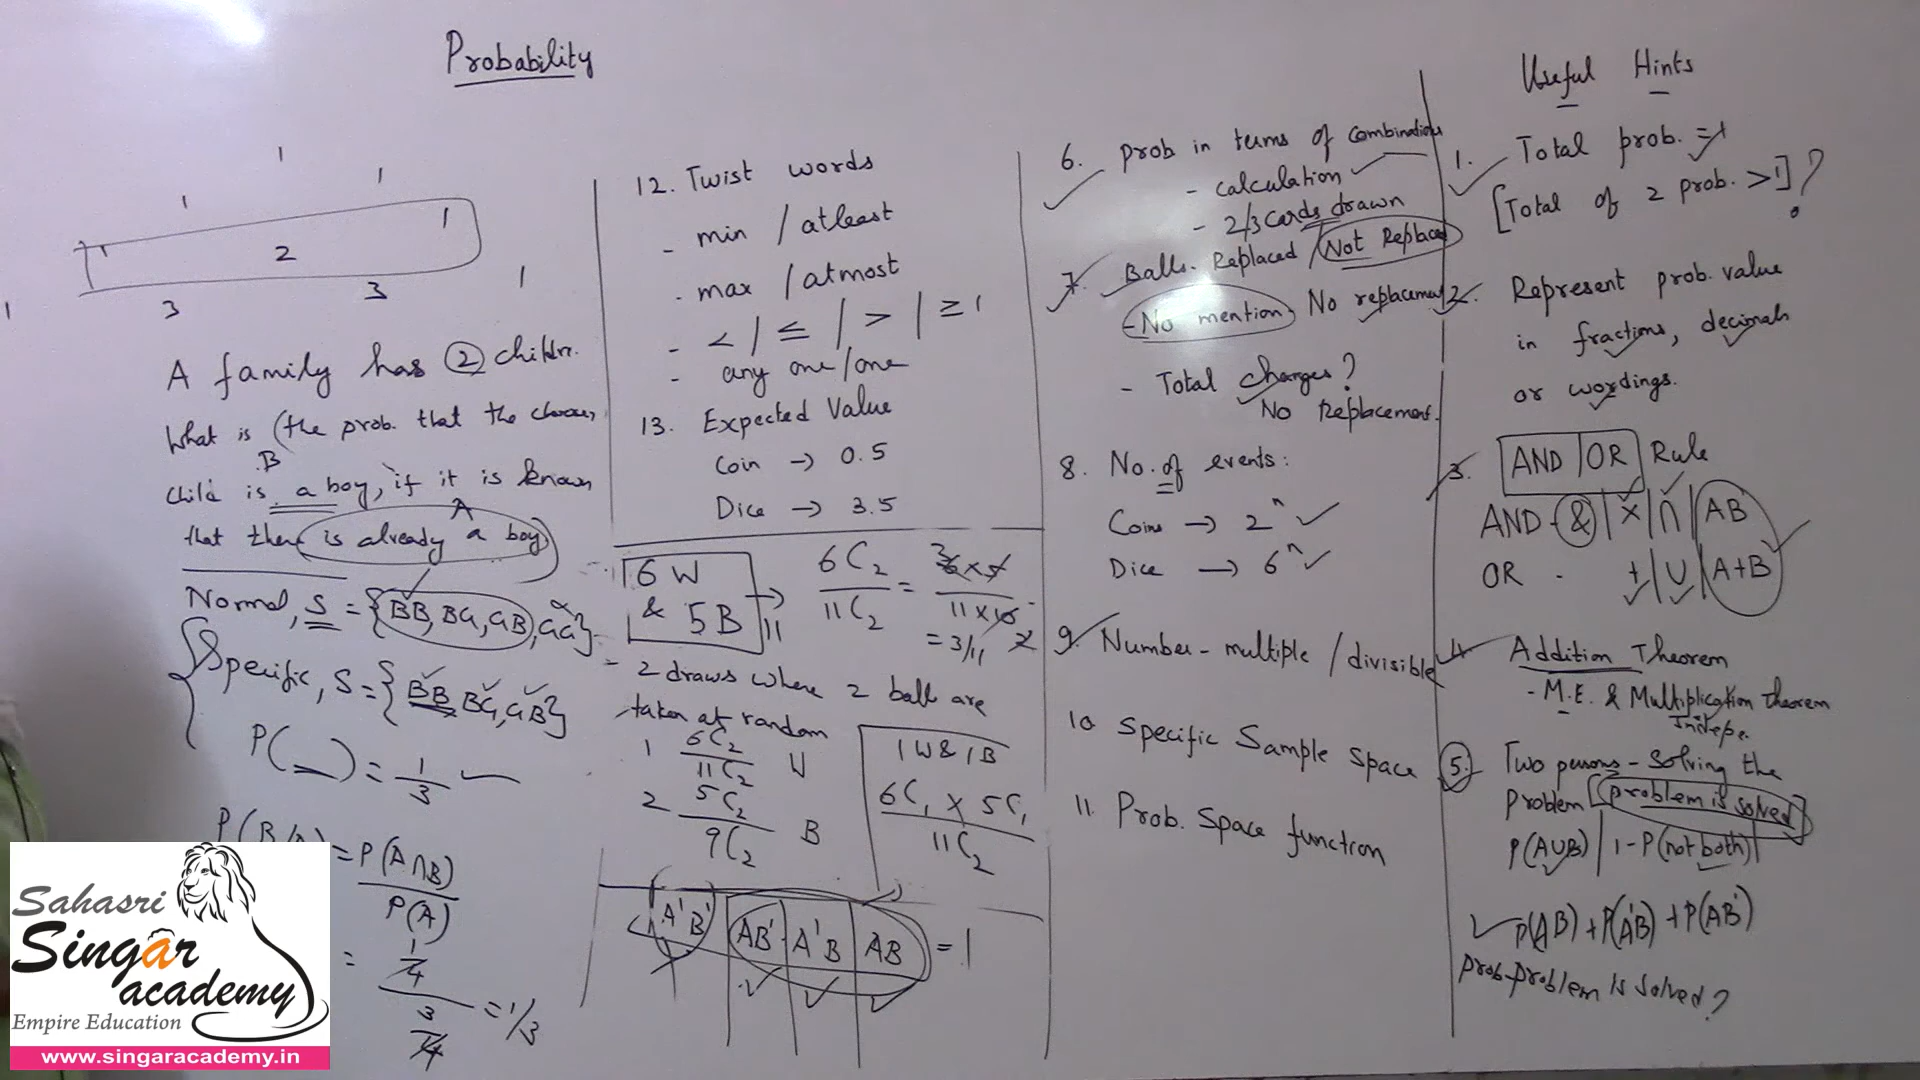 Probability
1
1
1
1
1
2
1
1
3
3
A family has 2 childn.
What is (the prob. that the chosen
B
child is a boy, if it is known
A
that there is already a boy)
Normal, S = {BB, BG, GB, GG}
Specific, S = {BB, BG, GB}
P( ) = 1/3
P(B/A) = P(A∩B)
P(A)
= 1/4
3/4 = 1/3
12. Twist words
- min / atleast
- max / atmost
- < / ≤ / > / ≥ 1
- any one/one
13. Expected Value
Coin → 0.5
Dice → 3.5
6 W
& 5B
11
→ 6C2 / 11C2 = 6×5 / 11×10
= 3/11
2 draws where 2 ball are
taken at random
1 6C2 / 11C2 W
2 5C2 / 9C2 B
1W & 1B
6C1 × 5C1
11C2
A'B' | AB' | A'B | AB = 1
6. prob in terms of combinations
- calculation
- 2/3 cards drawn
7. Balls. Replaced / Not Replaced
- No mention, No replacement
- Total changes?
No Replacement.
8. No. of events:
Coins → 2ⁿ
Dice → 6ⁿ
9. Number - multiple / divisible
10 Specific Sample Space
11. Prob. Space function
Useful Hints
1. Total prob. = 1
[Total of 2 prob. > 1] ?
2. Represent prob. value
in fractions, decimals
or wordings.
3. AND | OR Rule
AND - & | × | ∩ | AB
OR - + | ∪ | A+B
4. Addition Theorem
- M.E. & Multiplication Theorem
Indepe.
5. Two persons - solving the
problem [problem is solved]
P(A∪B) | 1-P(not both)
P(AB) + P(A'B) + P(AB')
Prob-problem is solved?
Sahasri
Singar
academy
Empire Education
www.singaracademy.in